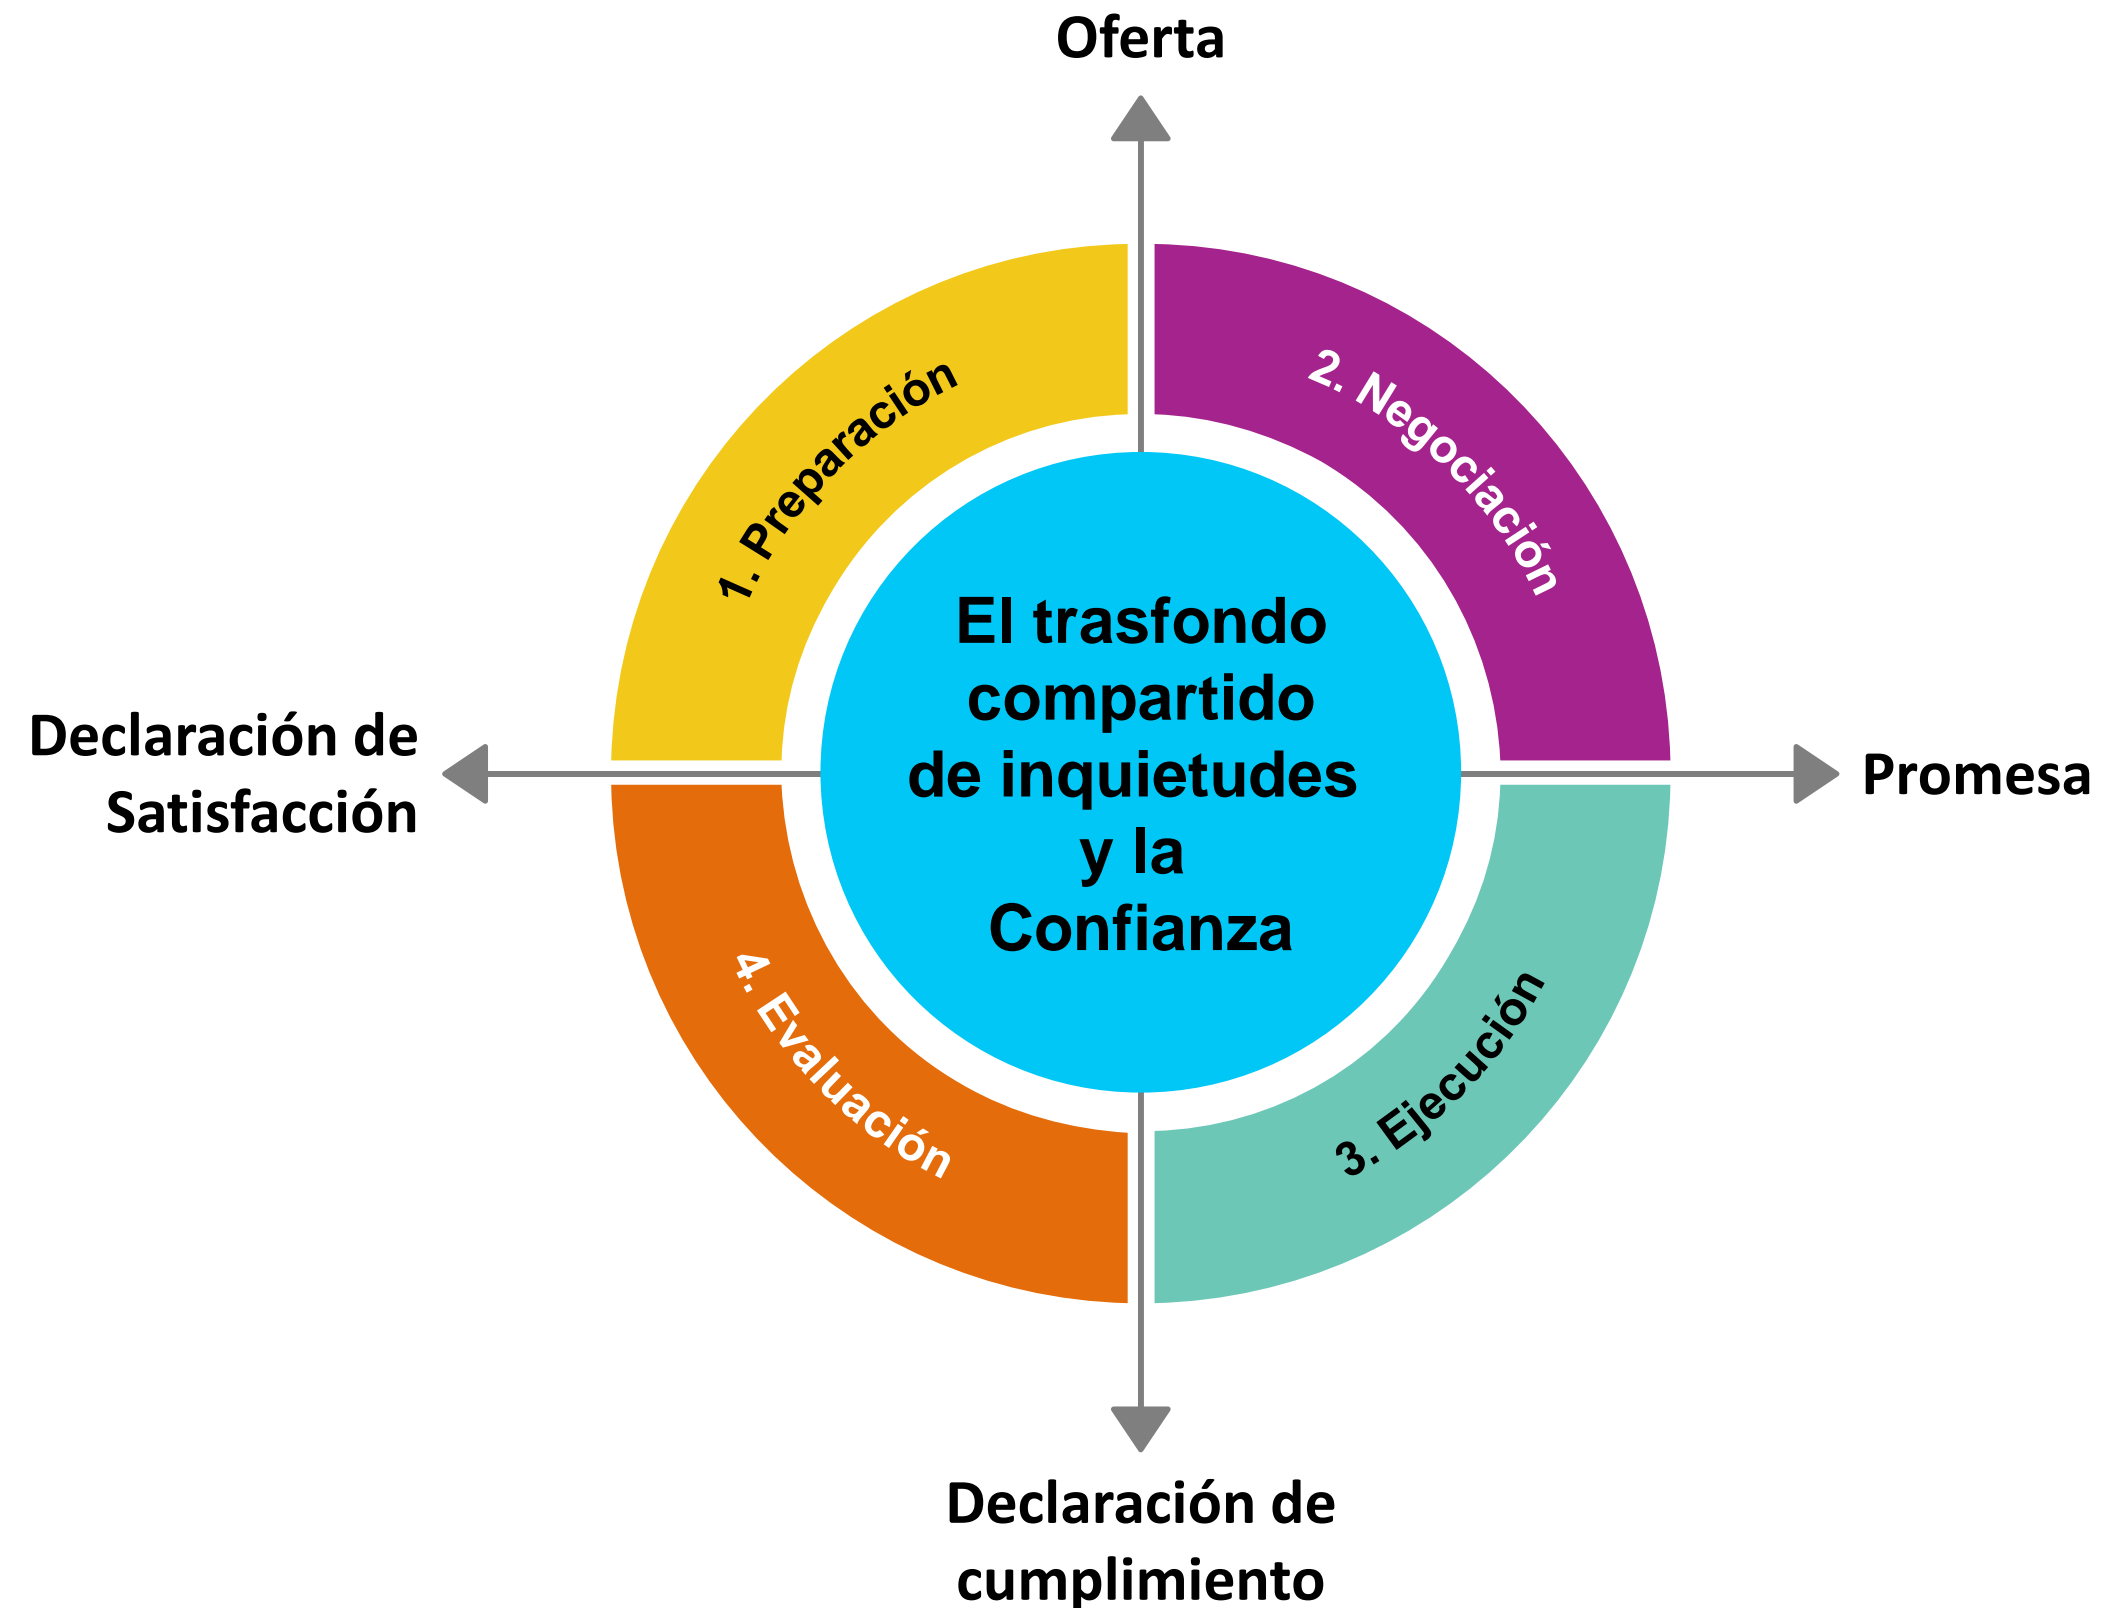 Oferta
1. Preparación
2. Negociación
El trasfondo
compartido
de inquietudes
y la
Confianza
Declaración de
Satisfacción
Promesa
4. Evaluación
3. Ejecución
Declaración de
cumplimiento